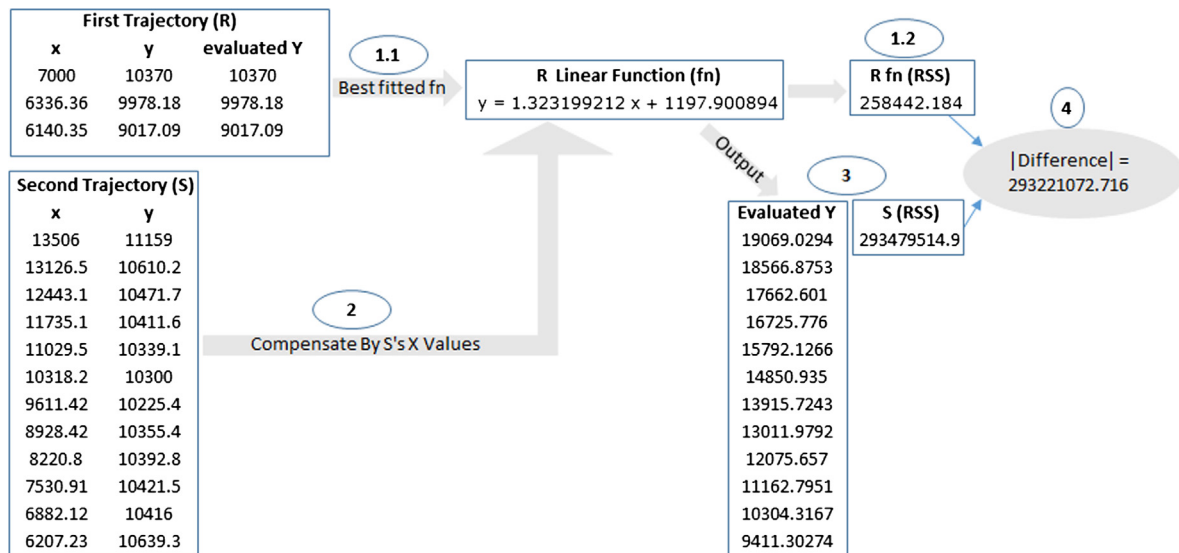 First Trajectory (R)
x y evaluated Y
7000 10370 10370
6336.36 9978.18 9978.18
6140.35 9017.09 9017.09
1.1
Best fitted fn
R Linear Function (fn)
y = 1.323199212 x + 1197.900894
1.2
R fn (RSS)
258442.184
4
|Difference| =
293221072.716
Second Trajectory (S)
x y
13506 11159
13126.5 10610.2
12443.1 10471.7
11735.1 10411.6
11029.5 10339.1
10318.2 10300
9611.42 10225.4
8928.42 10355.4
8220.8 10392.8
7530.91 10421.5
6882.12 10416
6207.23 10639.3
2
Compensate By S's X Values
Output
3
Evaluated Y
19069.0294
18566.8753
17662.601
16725.776
15792.1266
14850.935
13915.7243
13011.9792
12075.657
11162.7951
10304.3167
9411.30274
S (RSS)
293479514.9